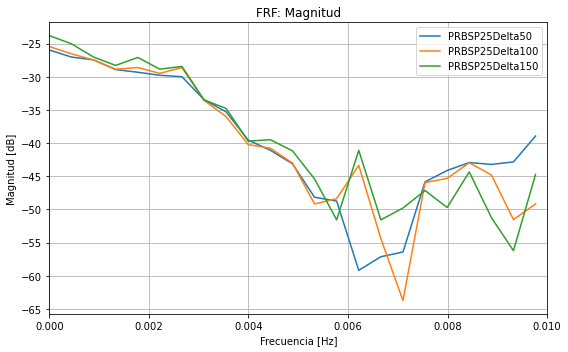 FRF: Magnitud
PRBSP25Delta50
PRBSP25Delta100
PRBSP25Delta150
Magnitud [dB]
−25
−30
−35
−40
−45
−50
−55
−60
−65
0.000 0.002 0.004 0.006 0.008 0.010
Frecuencia [Hz]